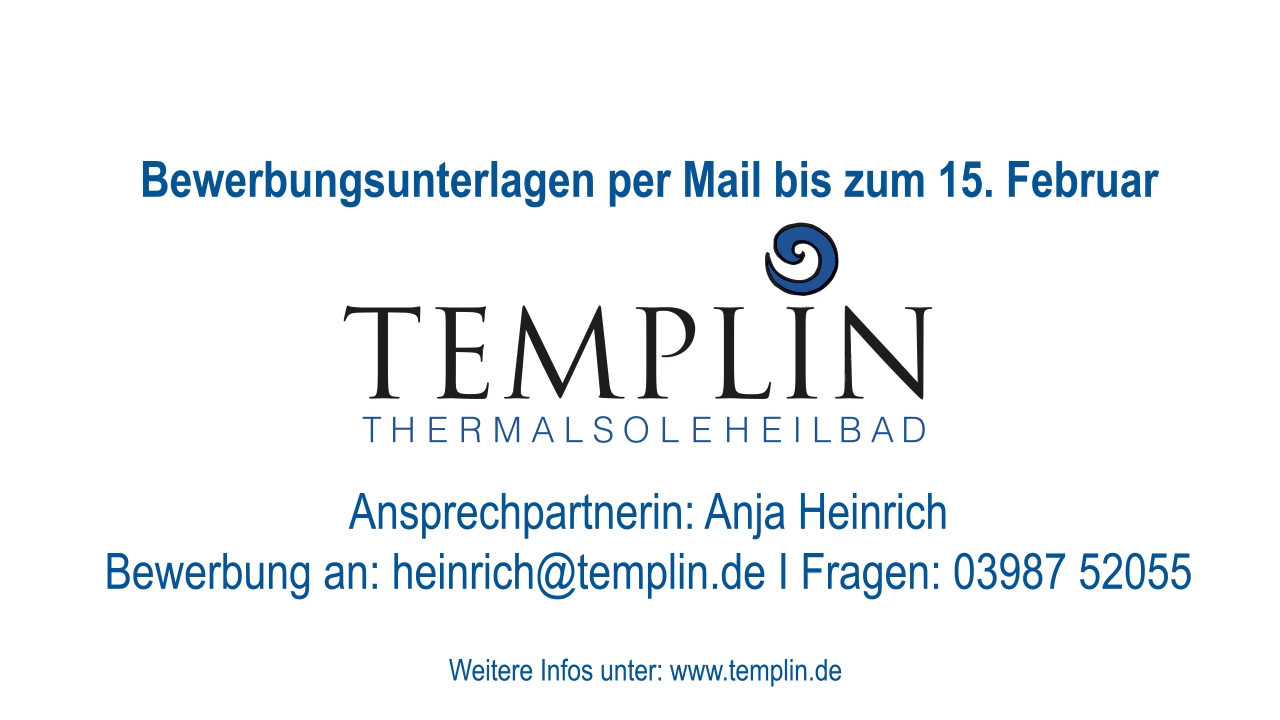 Bewerbungsunterlagen per Mail bis zum 15. Februar
TEMPLIN
THERMALSOLEHEILBAD
Ansprechpartnerin: Anja Heinrich
Bewerbung an: heinrich@templin.de I Fragen: 03987 52055
Weitere Infos unter: www.templin.de